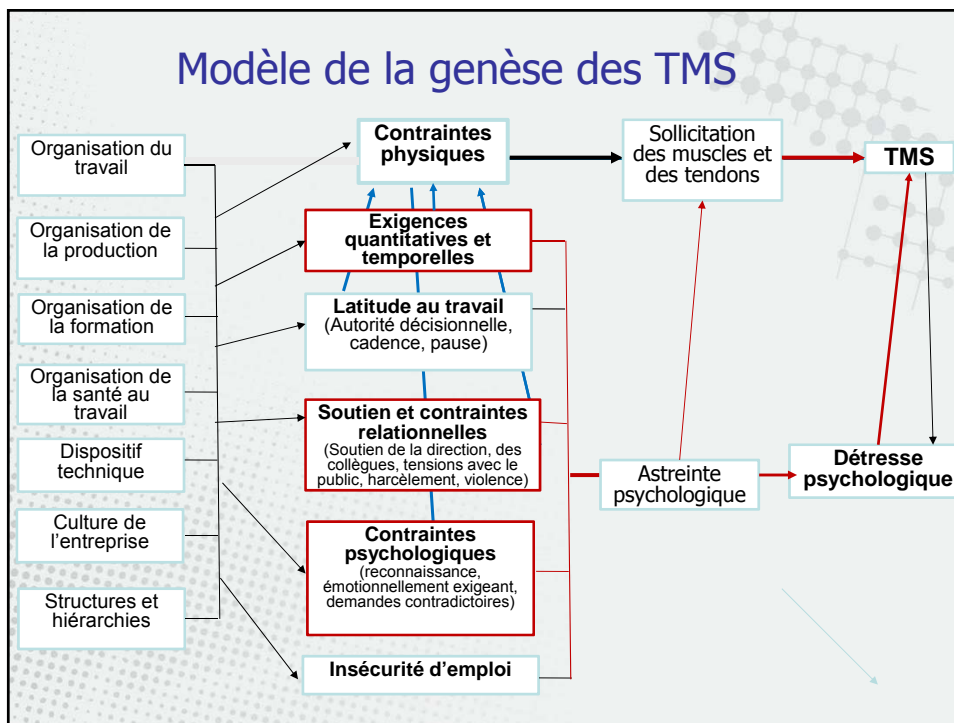 Modèle de la genèse des TMS
Organisation du
travail
Organisation de
la production
Organisation de
la formation
Organisation de
la santé au
travail
Dispositif
technique
Culture de
l'entreprise
Structures et
hiérarchies
Contraintes
physiques
Exigences
quantitatives et
temporelles
Latitude au travail
(Autorité décisionnelle,
cadence, pause)
Soutien et contraintes
relationnelles
(Soutien de la direction, des
collègues, tensions avec le
public, harcèlement, violence)
Contraintes
psychologiques
(reconnaissance,
émotionnellement exigeant,
demandes contradictoires)
Insécurité d'emploi
Sollicitation
des muscles et
des tendons
TMS
Astreinte
psychologique
Détresse
psychologique